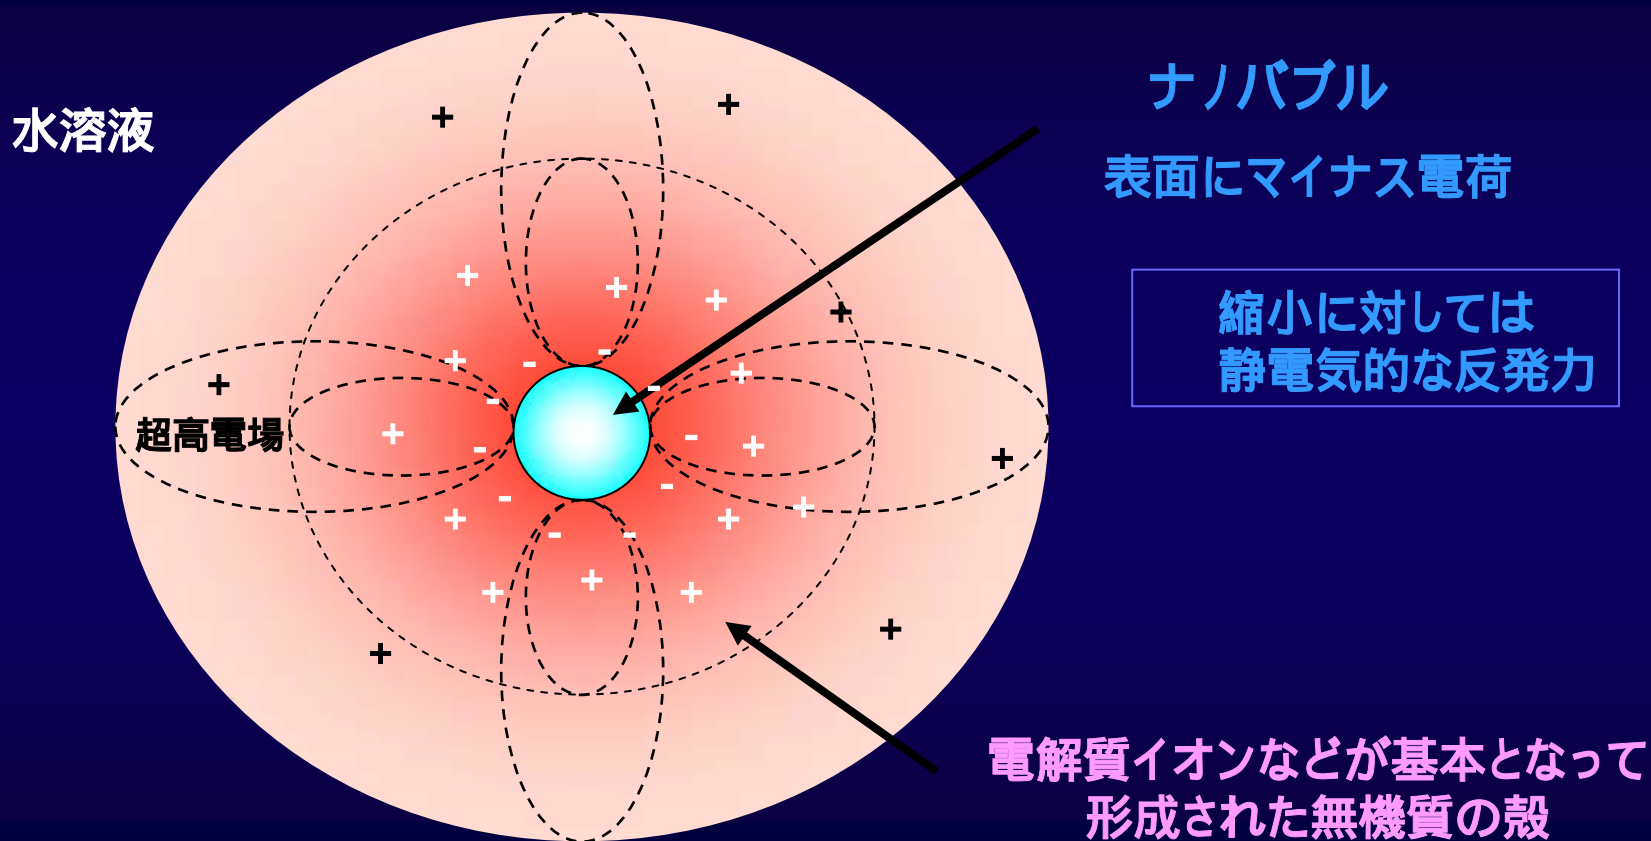 水溶液
ナノバブル
表面にマイナス電荷
縮小に対しては
静電気的な反発力
超高電場
電解質イオンなどが基本となって
形成された無機質の殻